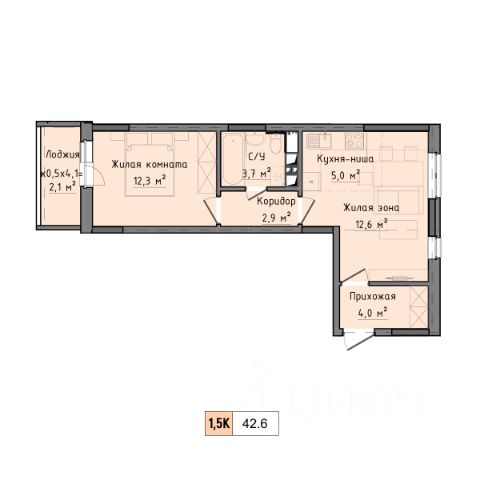 Лоджия
к0,5х4,1=
2,1 м²
Жилая комната
12,3 м²
С/У
3,7 м²
Коридор
2,9 м²
Кухня-ниша
5,0 м²
Жилая зона
12,6 м²
Прихожая
4,0 м²
циан
1,5К 42.6